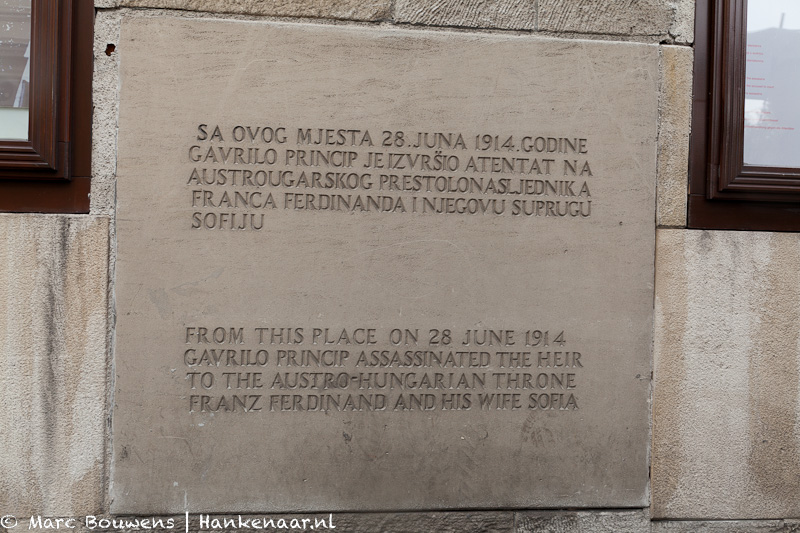 SA OVOG MJESTA 28. JUNA 1914. GODINE
GAVRILO PRINCIP JE IZVRŠIO ATENTAT NA
AUSTROUGARSKOG PRESTOLONASLJEDNIKA
FRANCA FERDINANDA I NJEGOVU SUPRUGU
SOFIJU
FROM THIS PLACE ON 28 JUNE 1914
GAVRILO PRINCIP ASSASSINATED THE HEIR
TO THE AUSTRO-HUNGARIAN THRONE
FRANZ FERDINAND AND HIS WIFE SOFIA
© Marc Bouwens | Hankenaar.nl